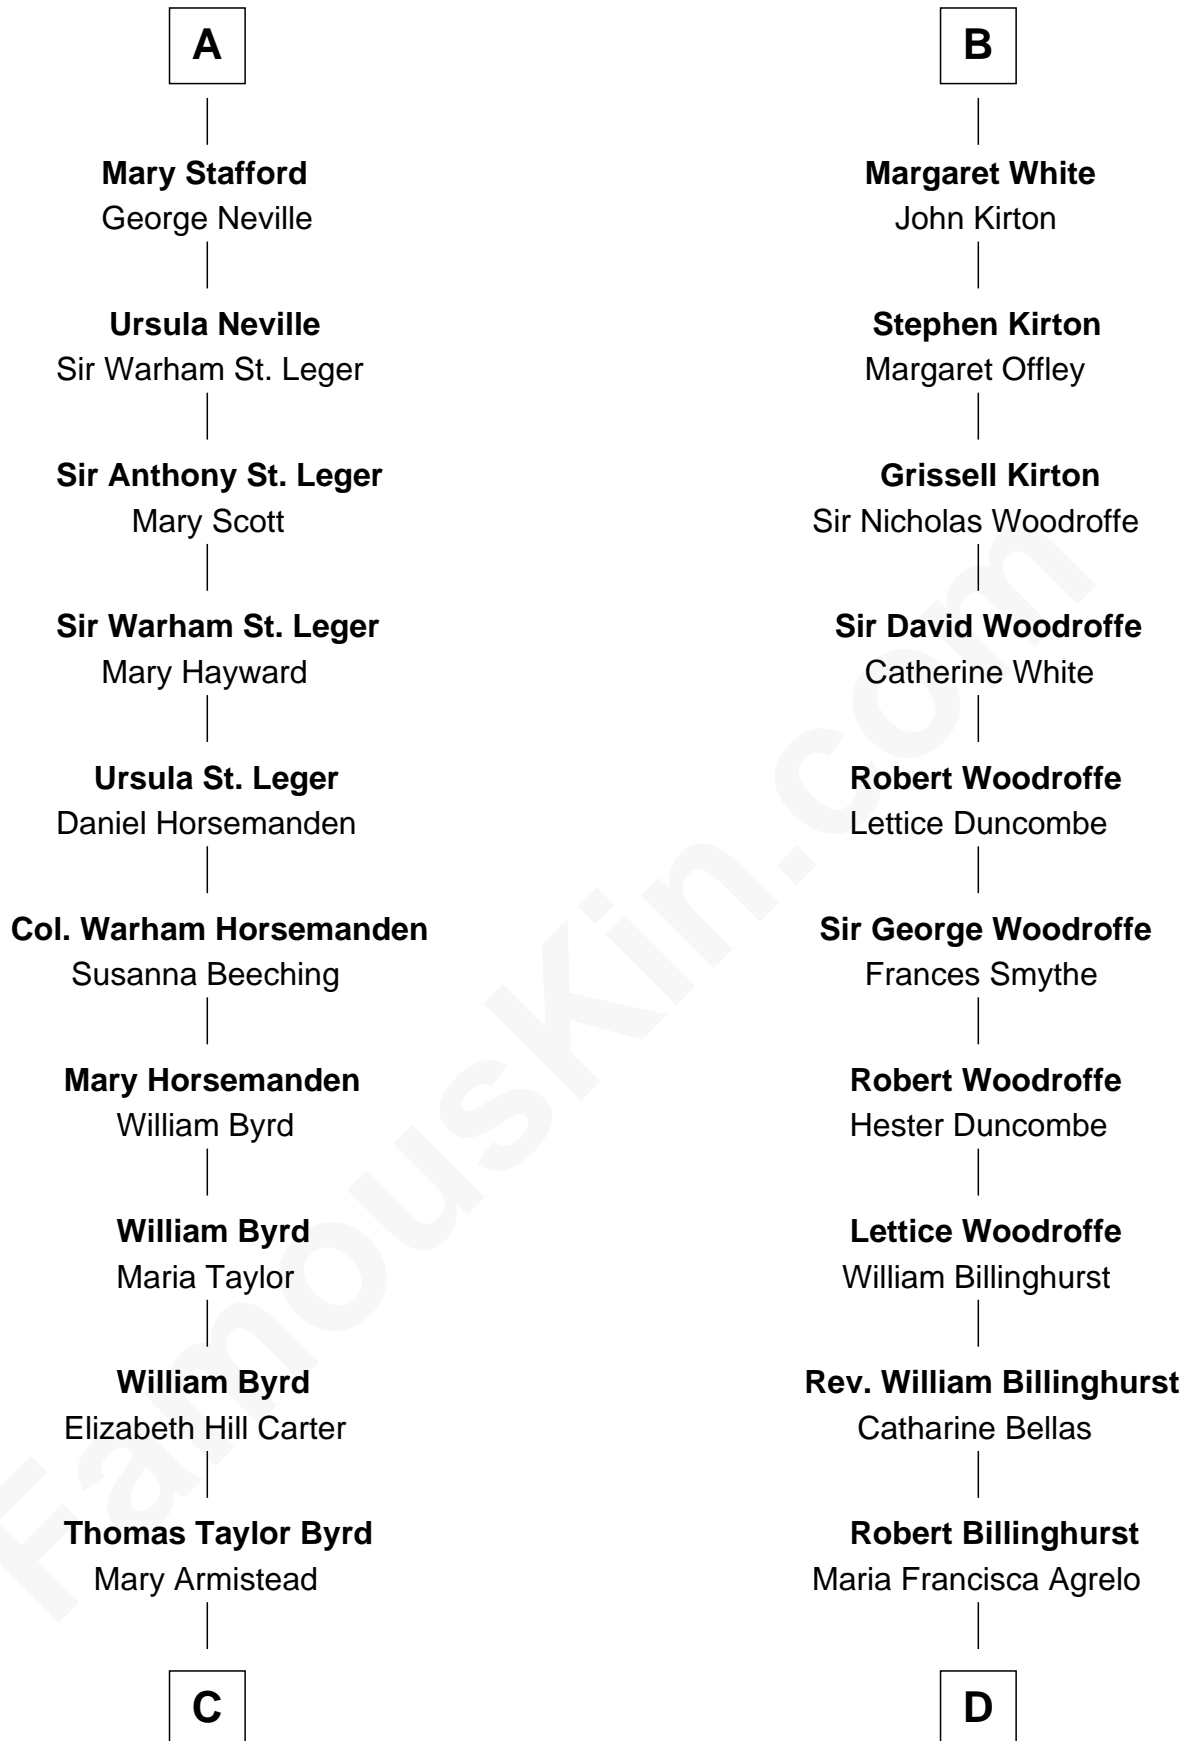 A
Mary Stafford
George Neville
Ursula Neville
Sir Warham St. Leger
Sir Anthony St. Leger
Mary Scott
Sir Warham St. Leger
Mary Hayward
Ursula St. Leger
Daniel Horsemanden
Col. Warham Horsemanden
Susanna Beeching
Mary Horsemanden
William Byrd
William Byrd
Maria Taylor
William Byrd
Elizabeth Hill Carter
Thomas Taylor Byrd
Mary Armistead
C
B
Margaret White
John Kirton
Stephen Kirton
Margaret Offley
Grissell Kirton
Sir Nicholas Woodroffe
Sir David Woodroffe
Catherine White
Robert Woodroffe
Lettice Duncombe
Sir George Woodroffe
Frances Smythe
Robert Woodroffe
Hester Duncombe
Lettice Woodroffe
William Billinghurst
Rev. William Billinghurst
Catharine Bellas
Robert Billinghurst
Maria Francisca Agrelo
D
FamousKin.com